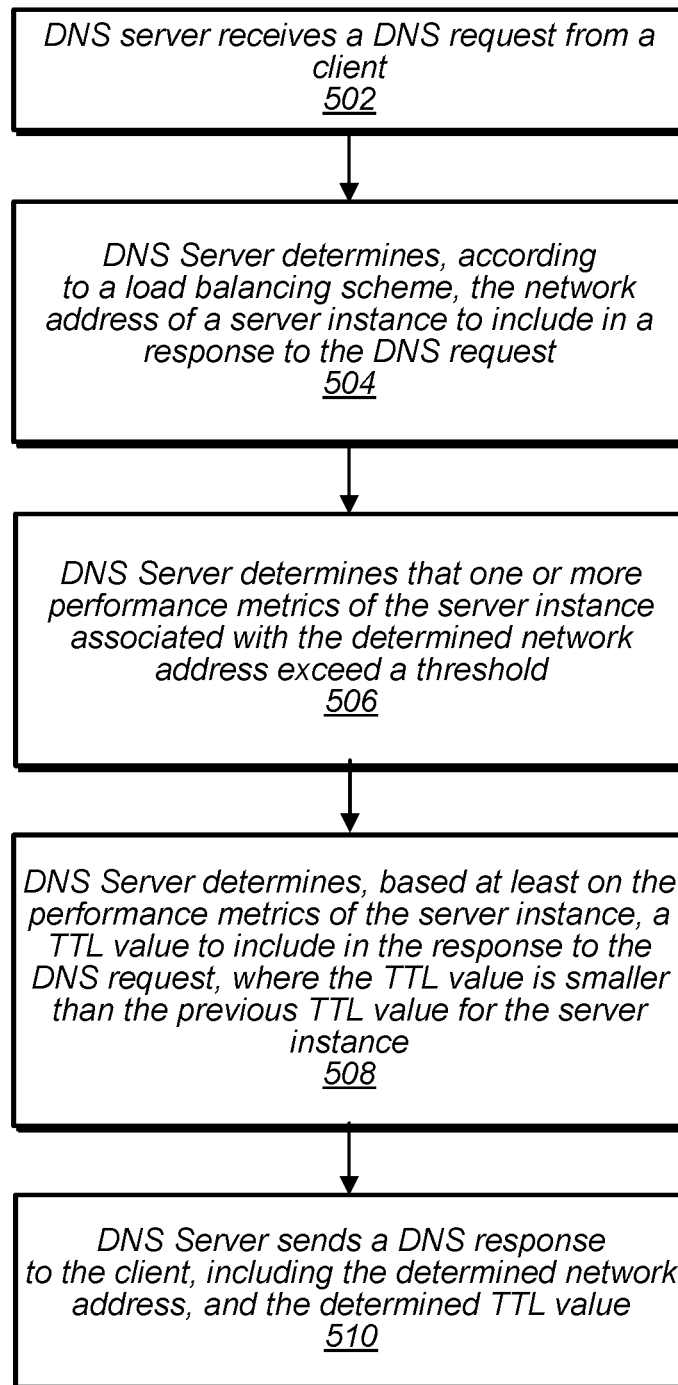 DNS server receives a DNS request from a
client
502
DNS Server determines, according
to a load balancing scheme, the network
address of a server instance to include in a
response to the DNS request
504
DNS Server determines that one or more
performance metrics of the server instance
associated with the determined network
address exceed a threshold
506
DNS Server determines, based at least on the
performance metrics of the server instance, a
TTL value to include in the response to the
DNS request, where the TTL value is smaller
than the previous TTL value for the server
instance
508
DNS Server sends a DNS response
to the client, including the determined network
address, and the determined TTL value
510